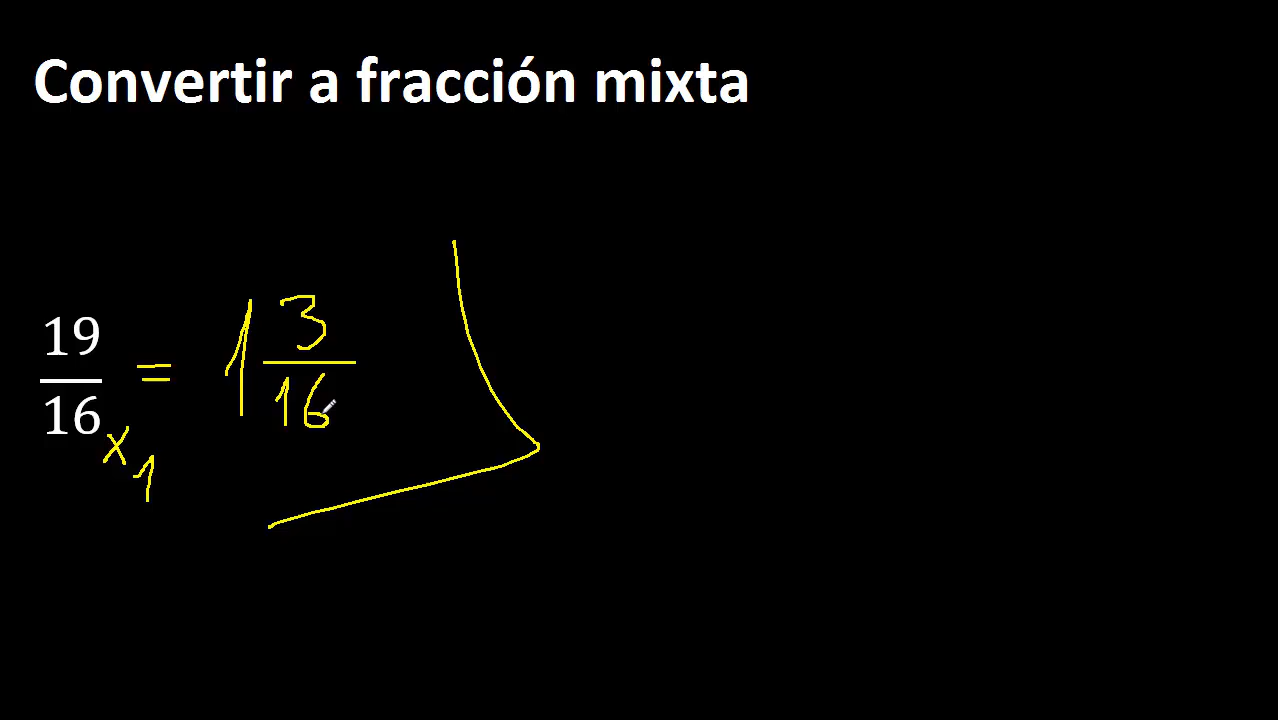 Convertir a fracción mixta
19/16 = 1 3/16
x 1